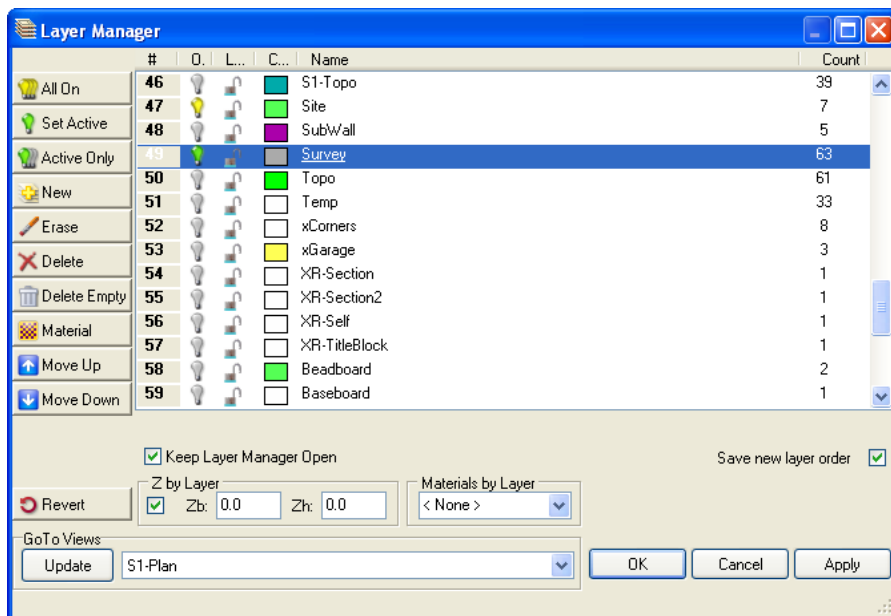 Layer Manager
# O. L... C... Name Count
All On
Set Active
Active Only
New
Erase
Delete
Delete Empty
Material
Move Up
Move Down
46 S1-Topo 39
47 Site 7
48 SubWall 5
49 Survey 63
50 Topo 61
51 Temp 33
52 xCorners 8
53 xGarage 3
54 XR-Section 1
55 XR-Section2 1
56 XR-Self 1
57 XR-TitleBlock 1
58 Beadboard 2
59 Baseboard 1
Keep Layer Manager Open
Save new layer order
Revert
Z by Layer
Zb: 0.0 Zh: 0.0
Materials by Layer
< None >
GoTo Views
Update S1-Plan
OK Cancel Apply